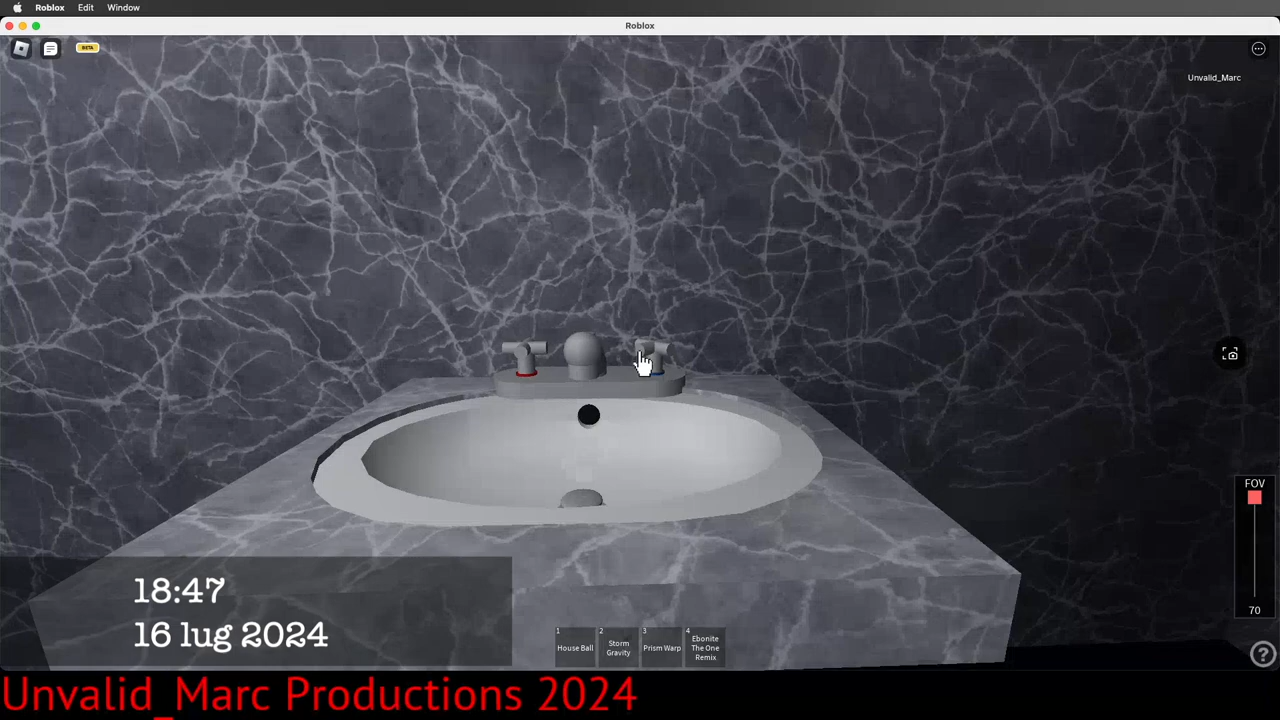 Roblox Edit Window
Roblox
BETA
Unvalid_Marc
FOV
70
18:47
16 lug 2024
1
House Ball
2
Storm
Gravity
3
Prism Warp
4
Ebonite
The One
Remix
?
Unvalid_Marc Productions 2024